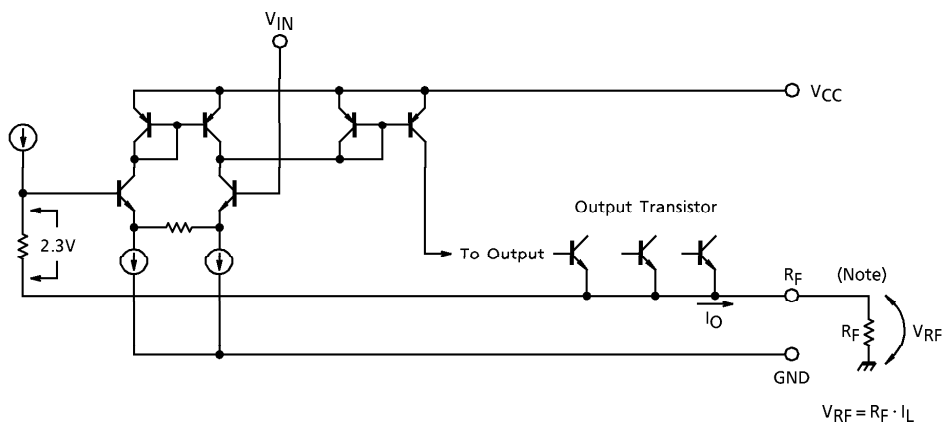 VIN
VCC
2.3V
Output Transistor
To Output
RF
(Note)
IO
RF
VRF
GND
VRF = RF · IL